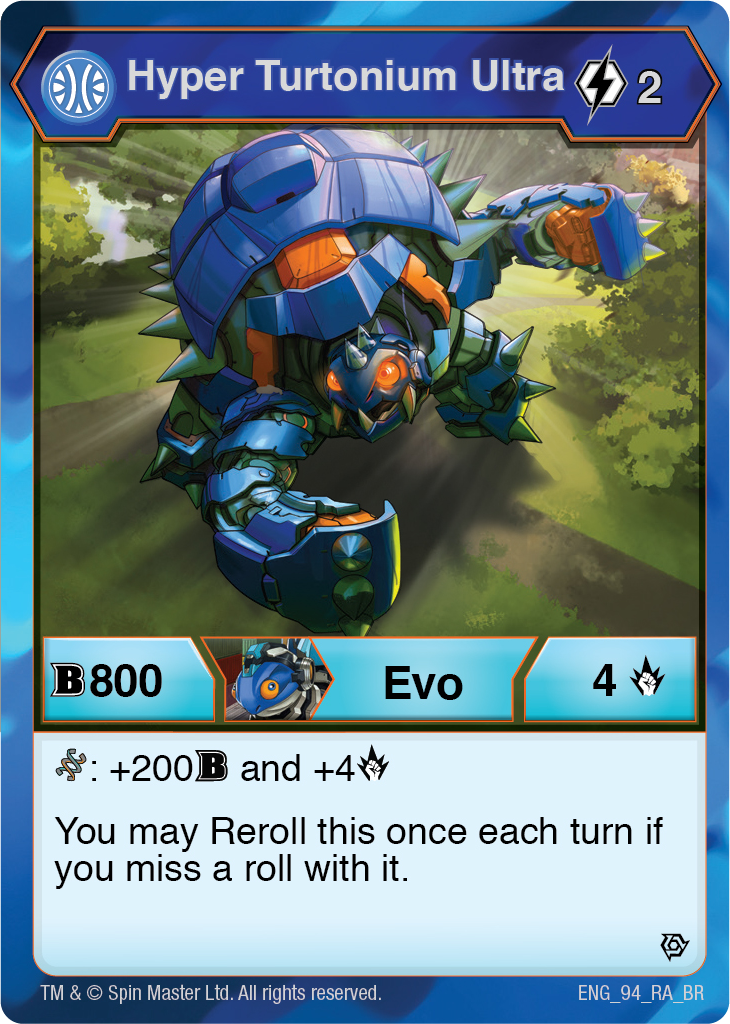 Hyper Turtonium Ultra 2
B 800 Evo 4
: +200B and +4
You may Reroll this once each turn if
you miss a roll with it.
TM & © Spin Master Ltd. All rights reserved. ENG_94_RA_BR